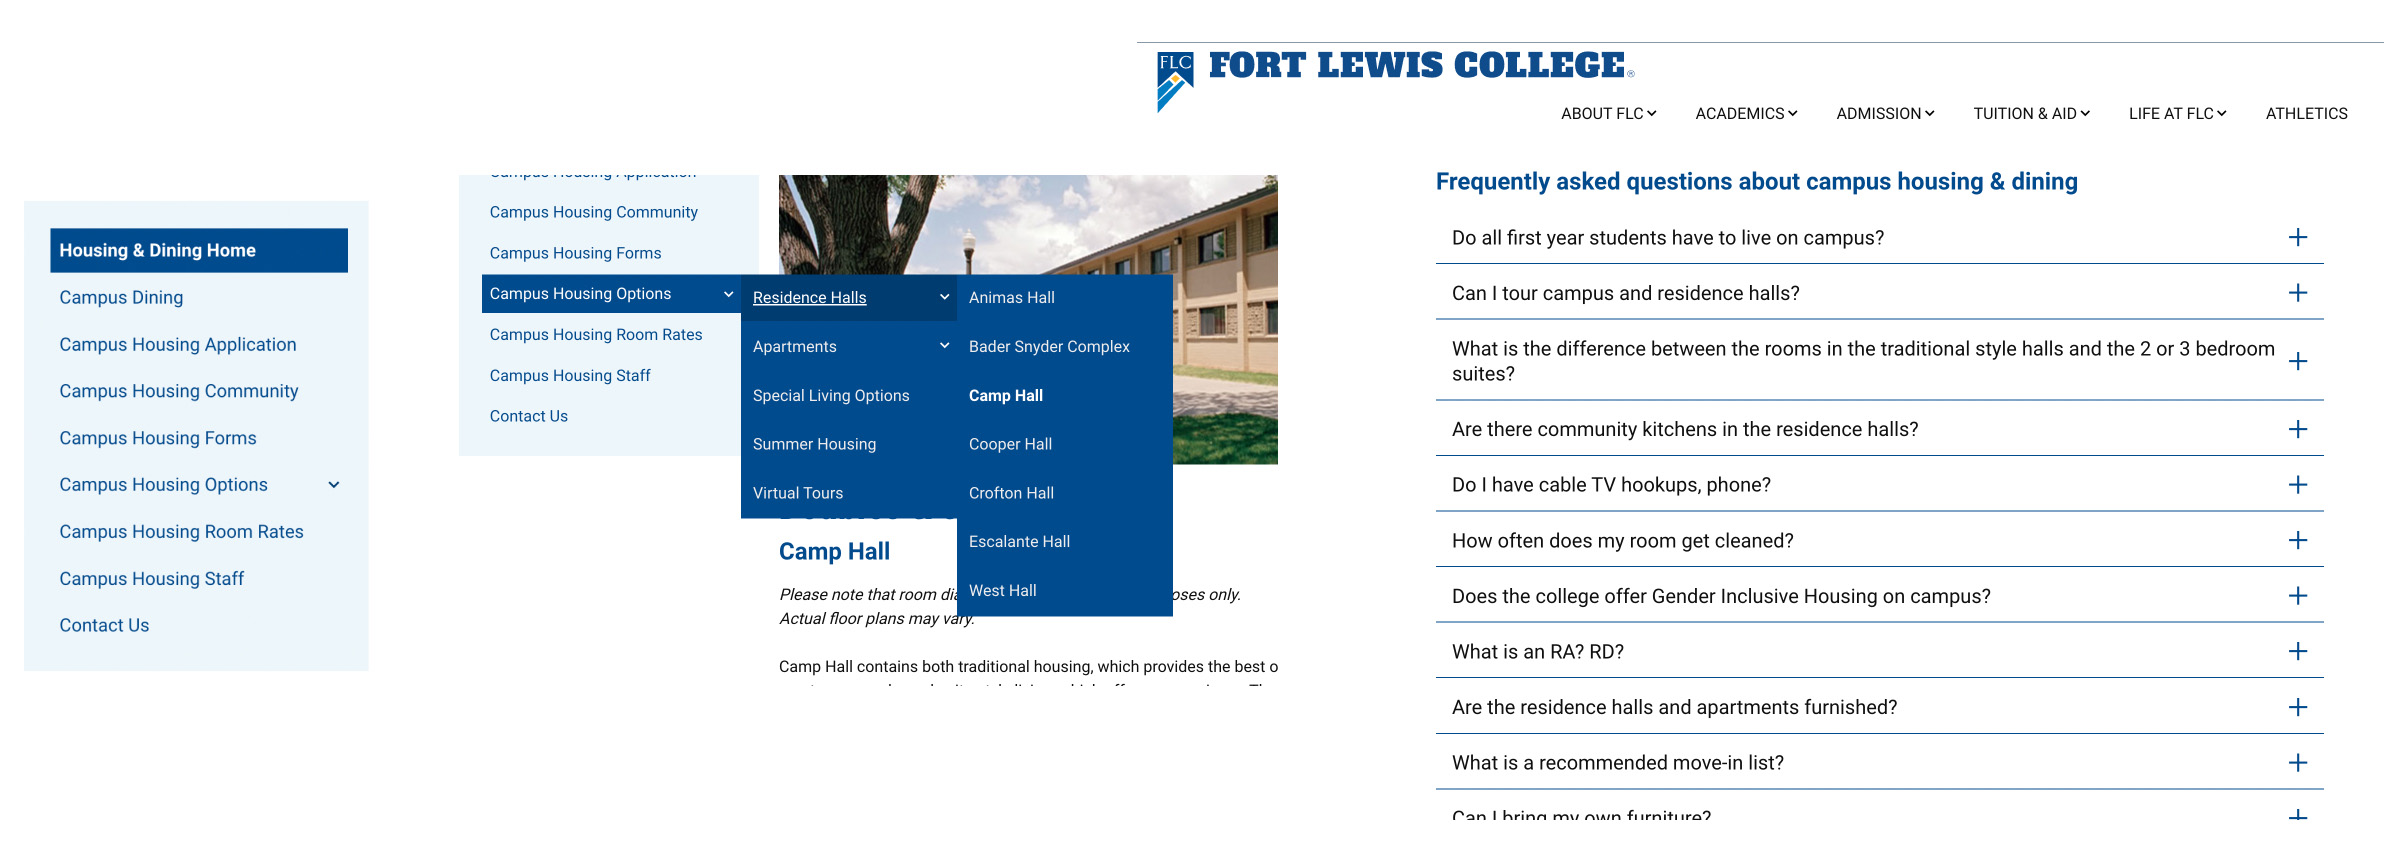 FLC
FORT LEWIS COLLEGE®
ABOUT FLC
ACADEMICS
ADMISSION
TUITION & AID
LIFE AT FLC
ATHLETICS
Housing & Dining Home
Campus Dining
Campus Housing Application
Campus Housing Community
Campus Housing Forms
Campus Housing Options
Campus Housing Room Rates
Campus Housing Staff
Contact Us
Campus Housing Application
Campus Housing Community
Campus Housing Forms
Campus Housing Options
Campus Housing Room Rates
Campus Housing Staff
Contact Us
Residence Halls
Apartments
Special Living Options
Summer Housing
Virtual Tours
Animas Hall
Bader Snyder Complex
Camp Hall
Cooper Hall
Crofton Hall
Escalante Hall
West Hall
Camp Hall
Please note that room only.
Actual floor plans may vary.
Camp Hall contains both traditional housing, which provides the best
Frequently asked questions about campus housing & dining
Do all first year students have to live on campus?
Can I tour campus and residence halls?
What is the difference between the rooms in the traditional style halls and the 2 or 3 bedroom
suites?
Are there community kitchens in the residence halls?
Do I have cable TV hookups, phone?
How often does my room get cleaned?
Does the college offer Gender Inclusive Housing on campus?
What is an RA? RD?
Are the residence halls and apartments furnished?
What is a recommended move-in list?
Can I bring my own furniture?